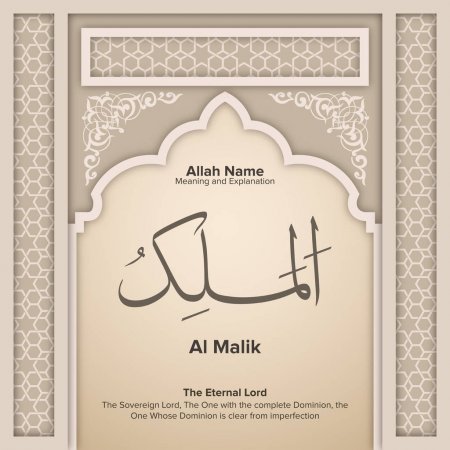 Allah Name
Meaning and Explanation
المَلِكُ
Al Malik
The Eternal Lord
The Sovereign Lord, The One with the complete Dominion, the
One Whose Dominion is clear from imperfection